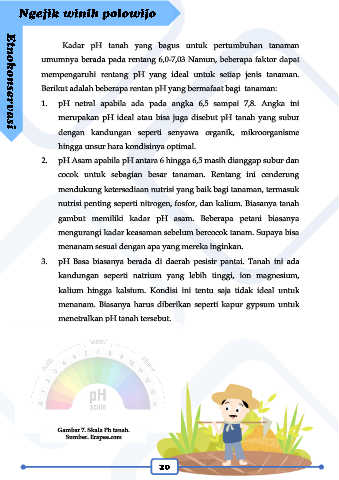 Ngejik winih polowijo
Etnokonservasi
Kadar pH tanah yang bagus untuk pertumbuhan tanaman
umumnya berada pada rentang 6,0-7,03 Namun, beberapa faktor dapat
mempengaruhi rentang pH yang ideal untuk setiap jenis tanaman.
Berikut adalah beberapa rentan pH yang bermafaat bagi tanaman:
1. pH netral apabila ada pada angka 6,5 sampai 7,8. Angka ini
merupakan pH ideal atau bisa juga disebut pH tanah yang subur
dengan kandungan seperti senyawa organik, mikroorganisme
hingga unsur hara kondisinya optimal.
2. pH Asam apabila pH antara 6 hingga 6,5 masih dianggap subur dan
cocok untuk sebagian besar tanaman. Rentang ini cenderung
mendukung ketersediaan nutrisi yang baik bagi tanaman, termasuk
nutrisi penting seperti nitrogen, fosfor, dan kalium. Biasanya tanah
gambut memiliki kadar pH asam. Beberapa petani biasanya
mengurangi kadar keasaman sebelum bercocok tanam. Supaya bisa
menanam sesuai dengan apa yang mereka inginkan.
3. pH Basa biasanya berada di daerah pesisir pantai. Tanah ini ada
kandungan seperti natrium yang lebih tinggi, ion magnesium,
kalium hingga kalsium. Kondisi ini tentu saja tidak ideal untuk
menanam. Biasanya harus diberikan seperti kapur gypsum untuk
menetralkan pH tanah tersebut.
pH
scale
Gambar 7. Skala Ph tanah.
Sumber. Erapee.com
20